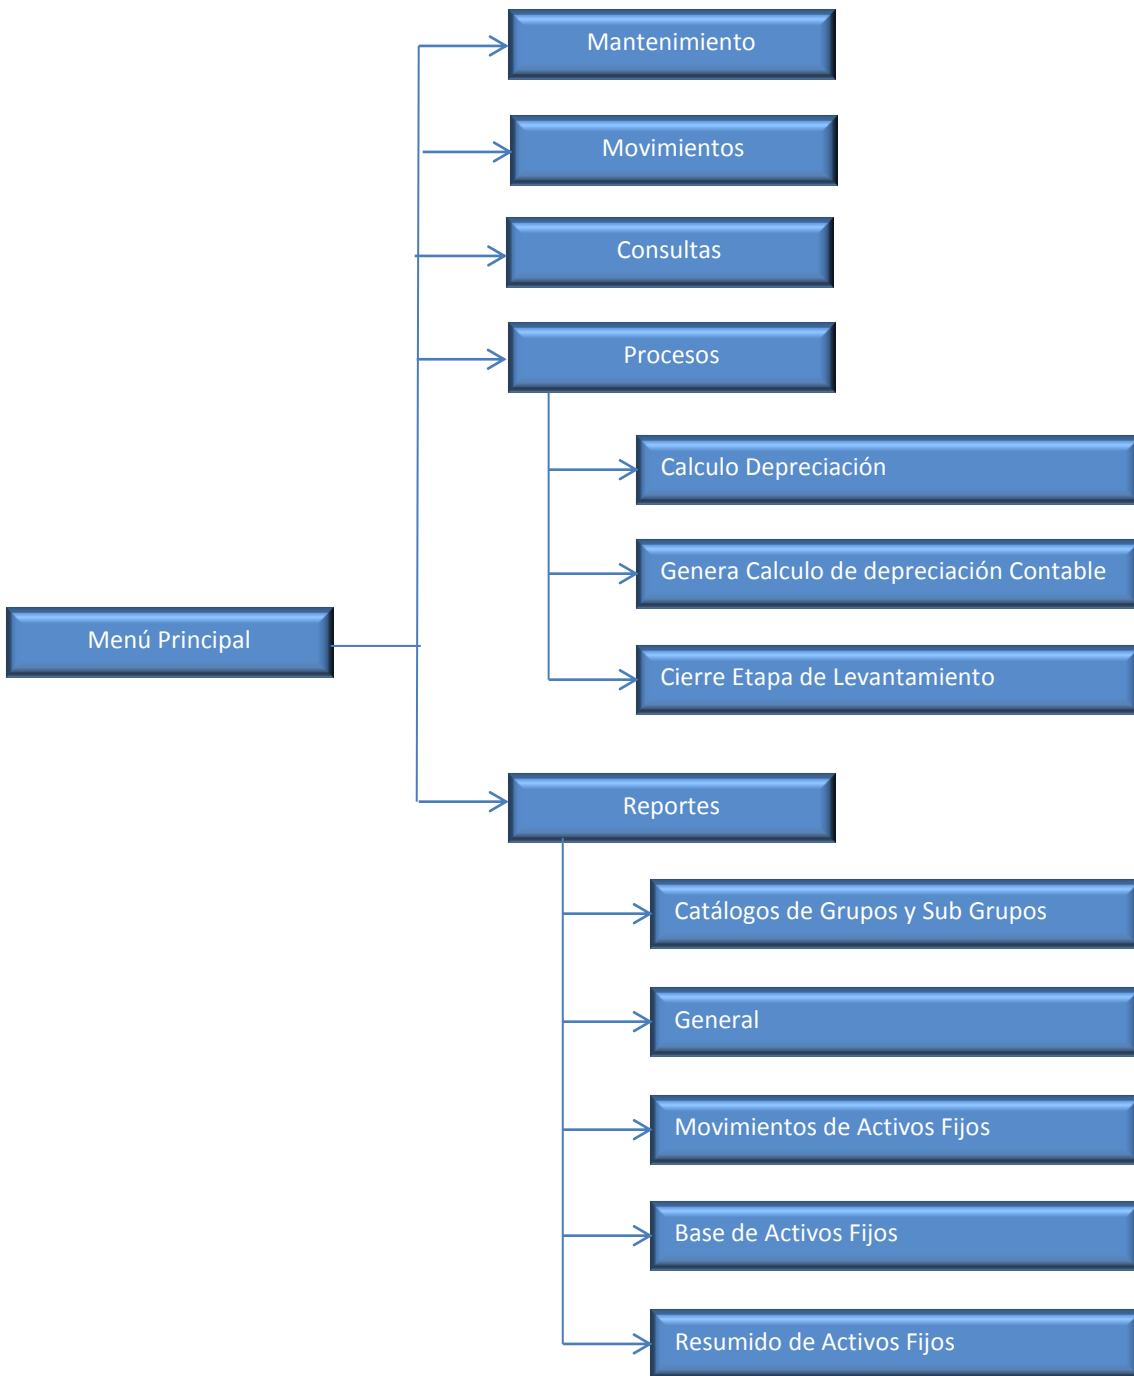 Mantenimiento
Movimientos
Consultas
Procesos
Calculo Depreciación
Genera Calculo de depreciación Contable
Menú Principal
Cierre Etapa de Levantamiento
Reportes
Catálogos de Grupos y Sub Grupos
General
Movimientos de Activos Fijos
Base de Activos Fijos
Resumido de Activos Fijos